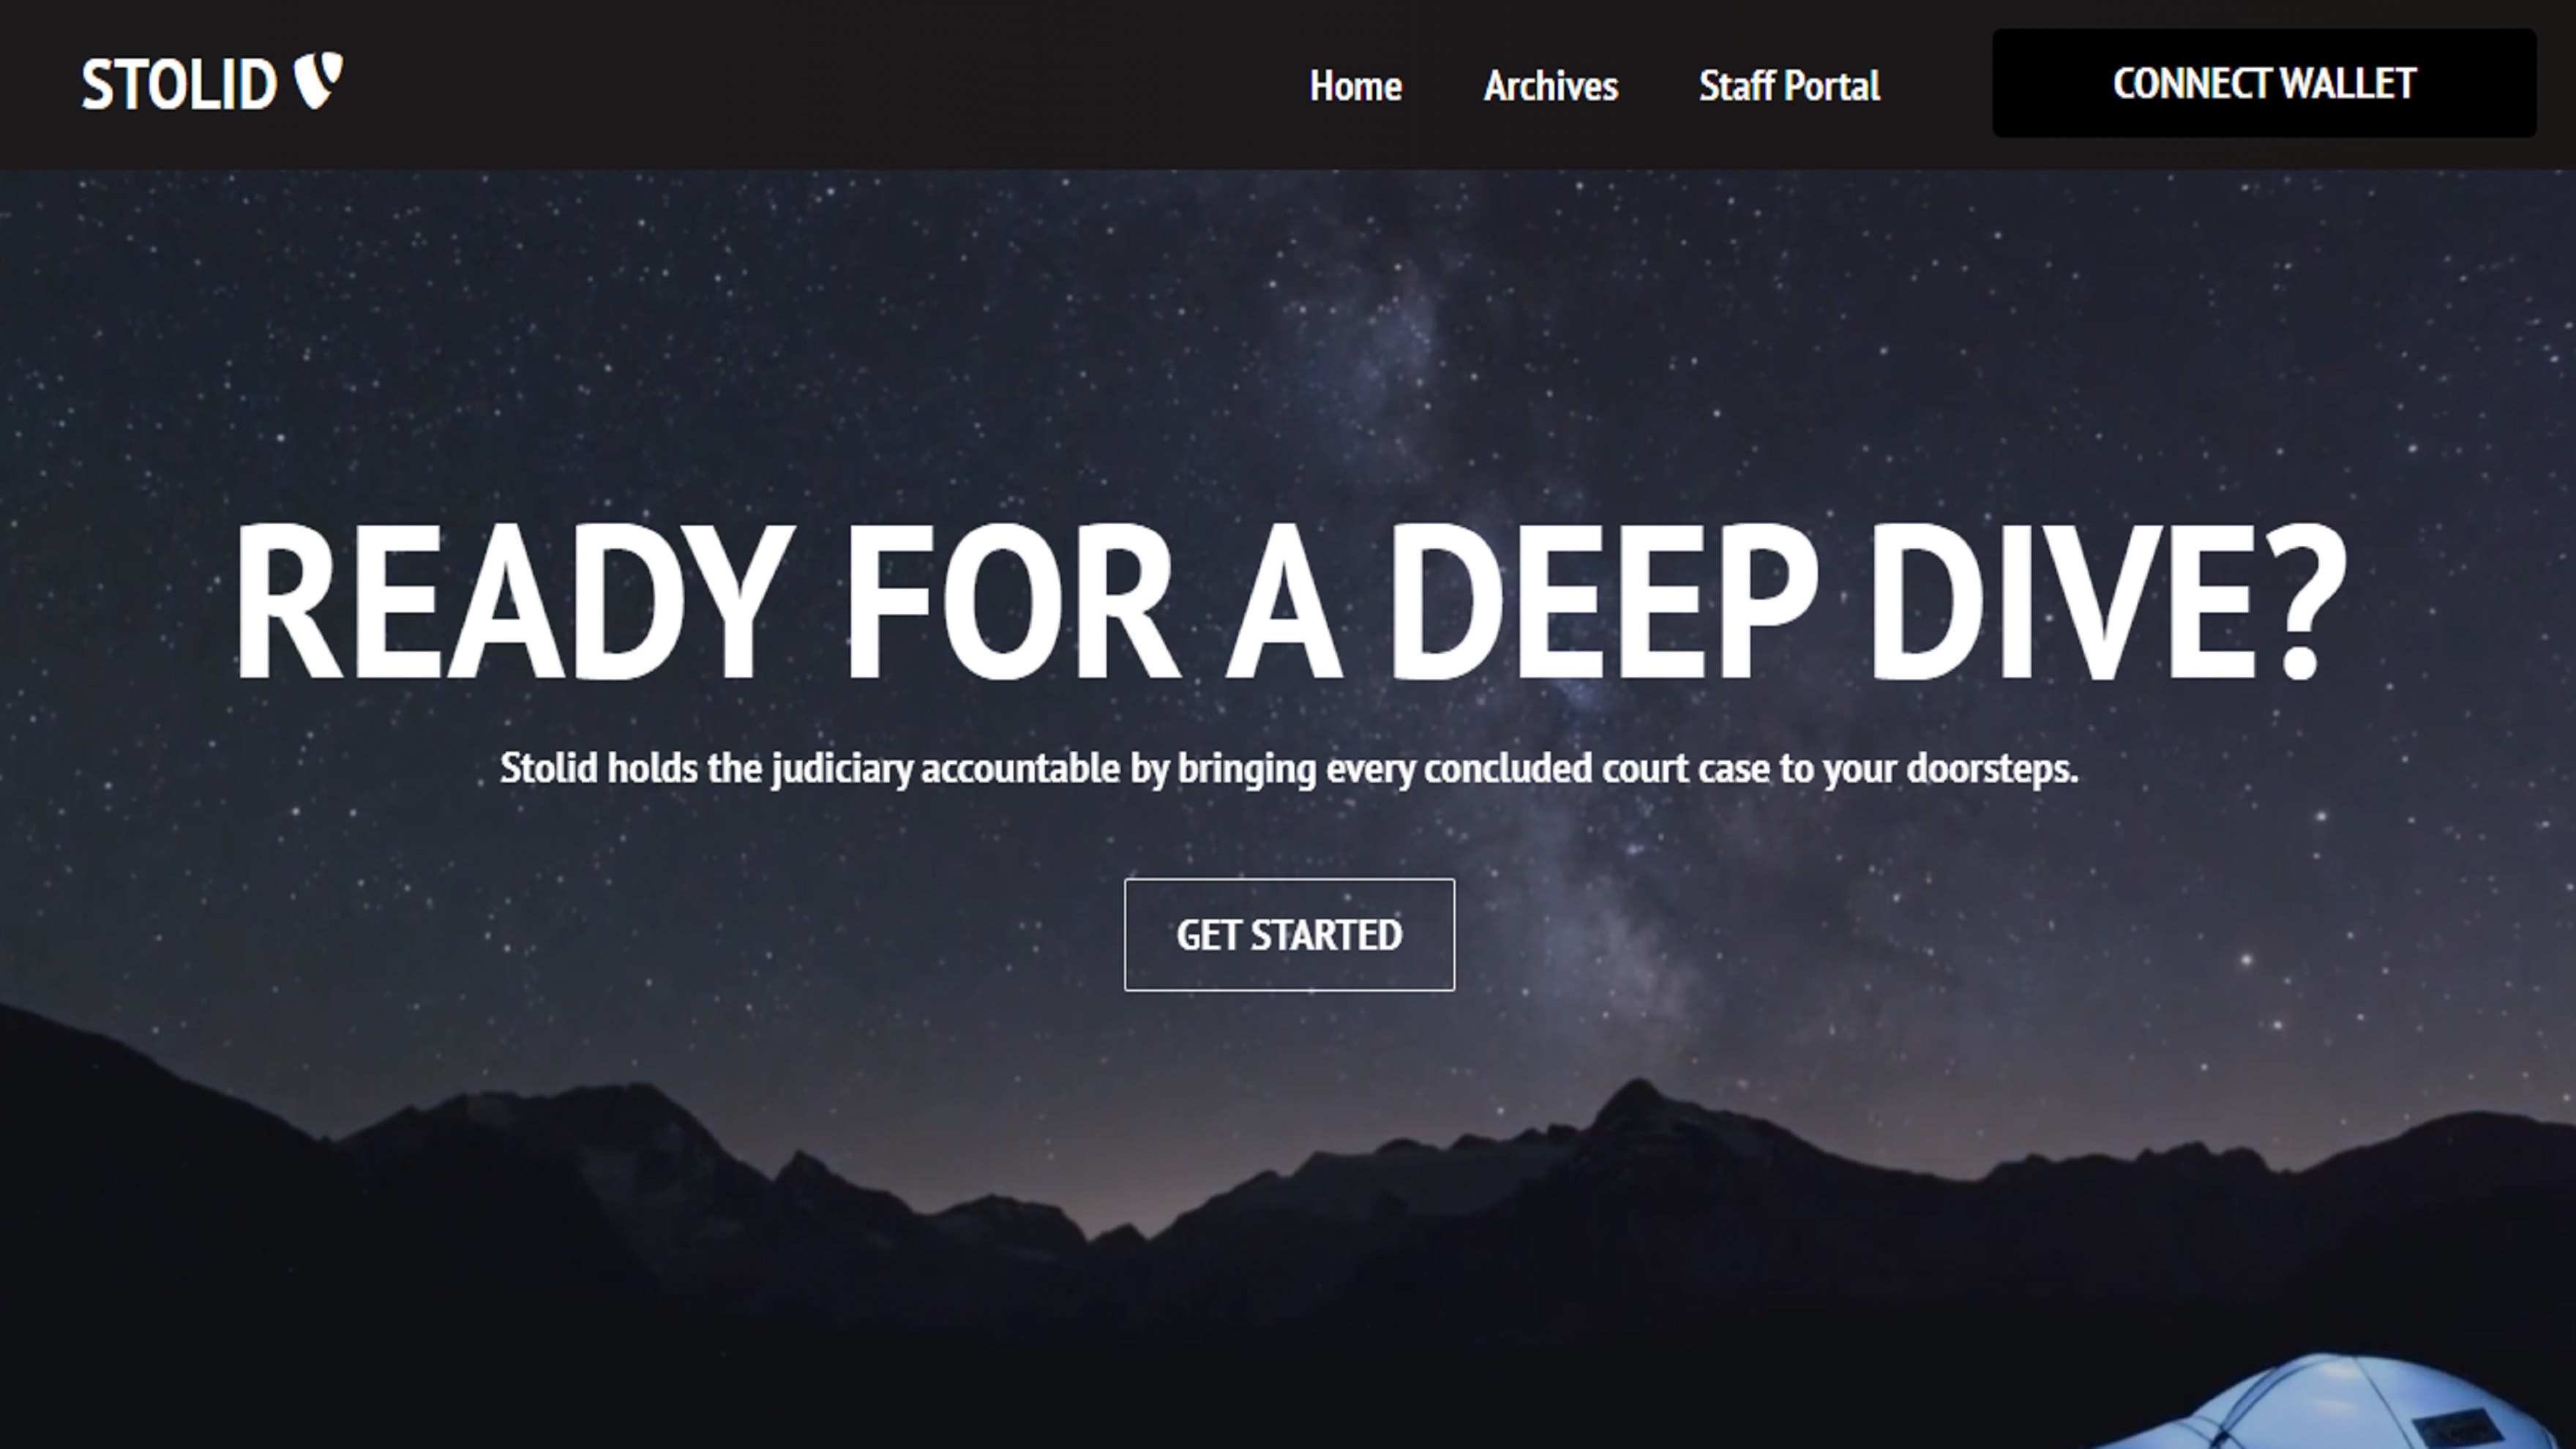 STOLID
Home
Archives
Staff Portal
CONNECT WALLET
READY FOR A DEEP DIVE?
Stolid holds the judiciary accountable by bringing every concluded court case to your doorsteps.
GET STARTED